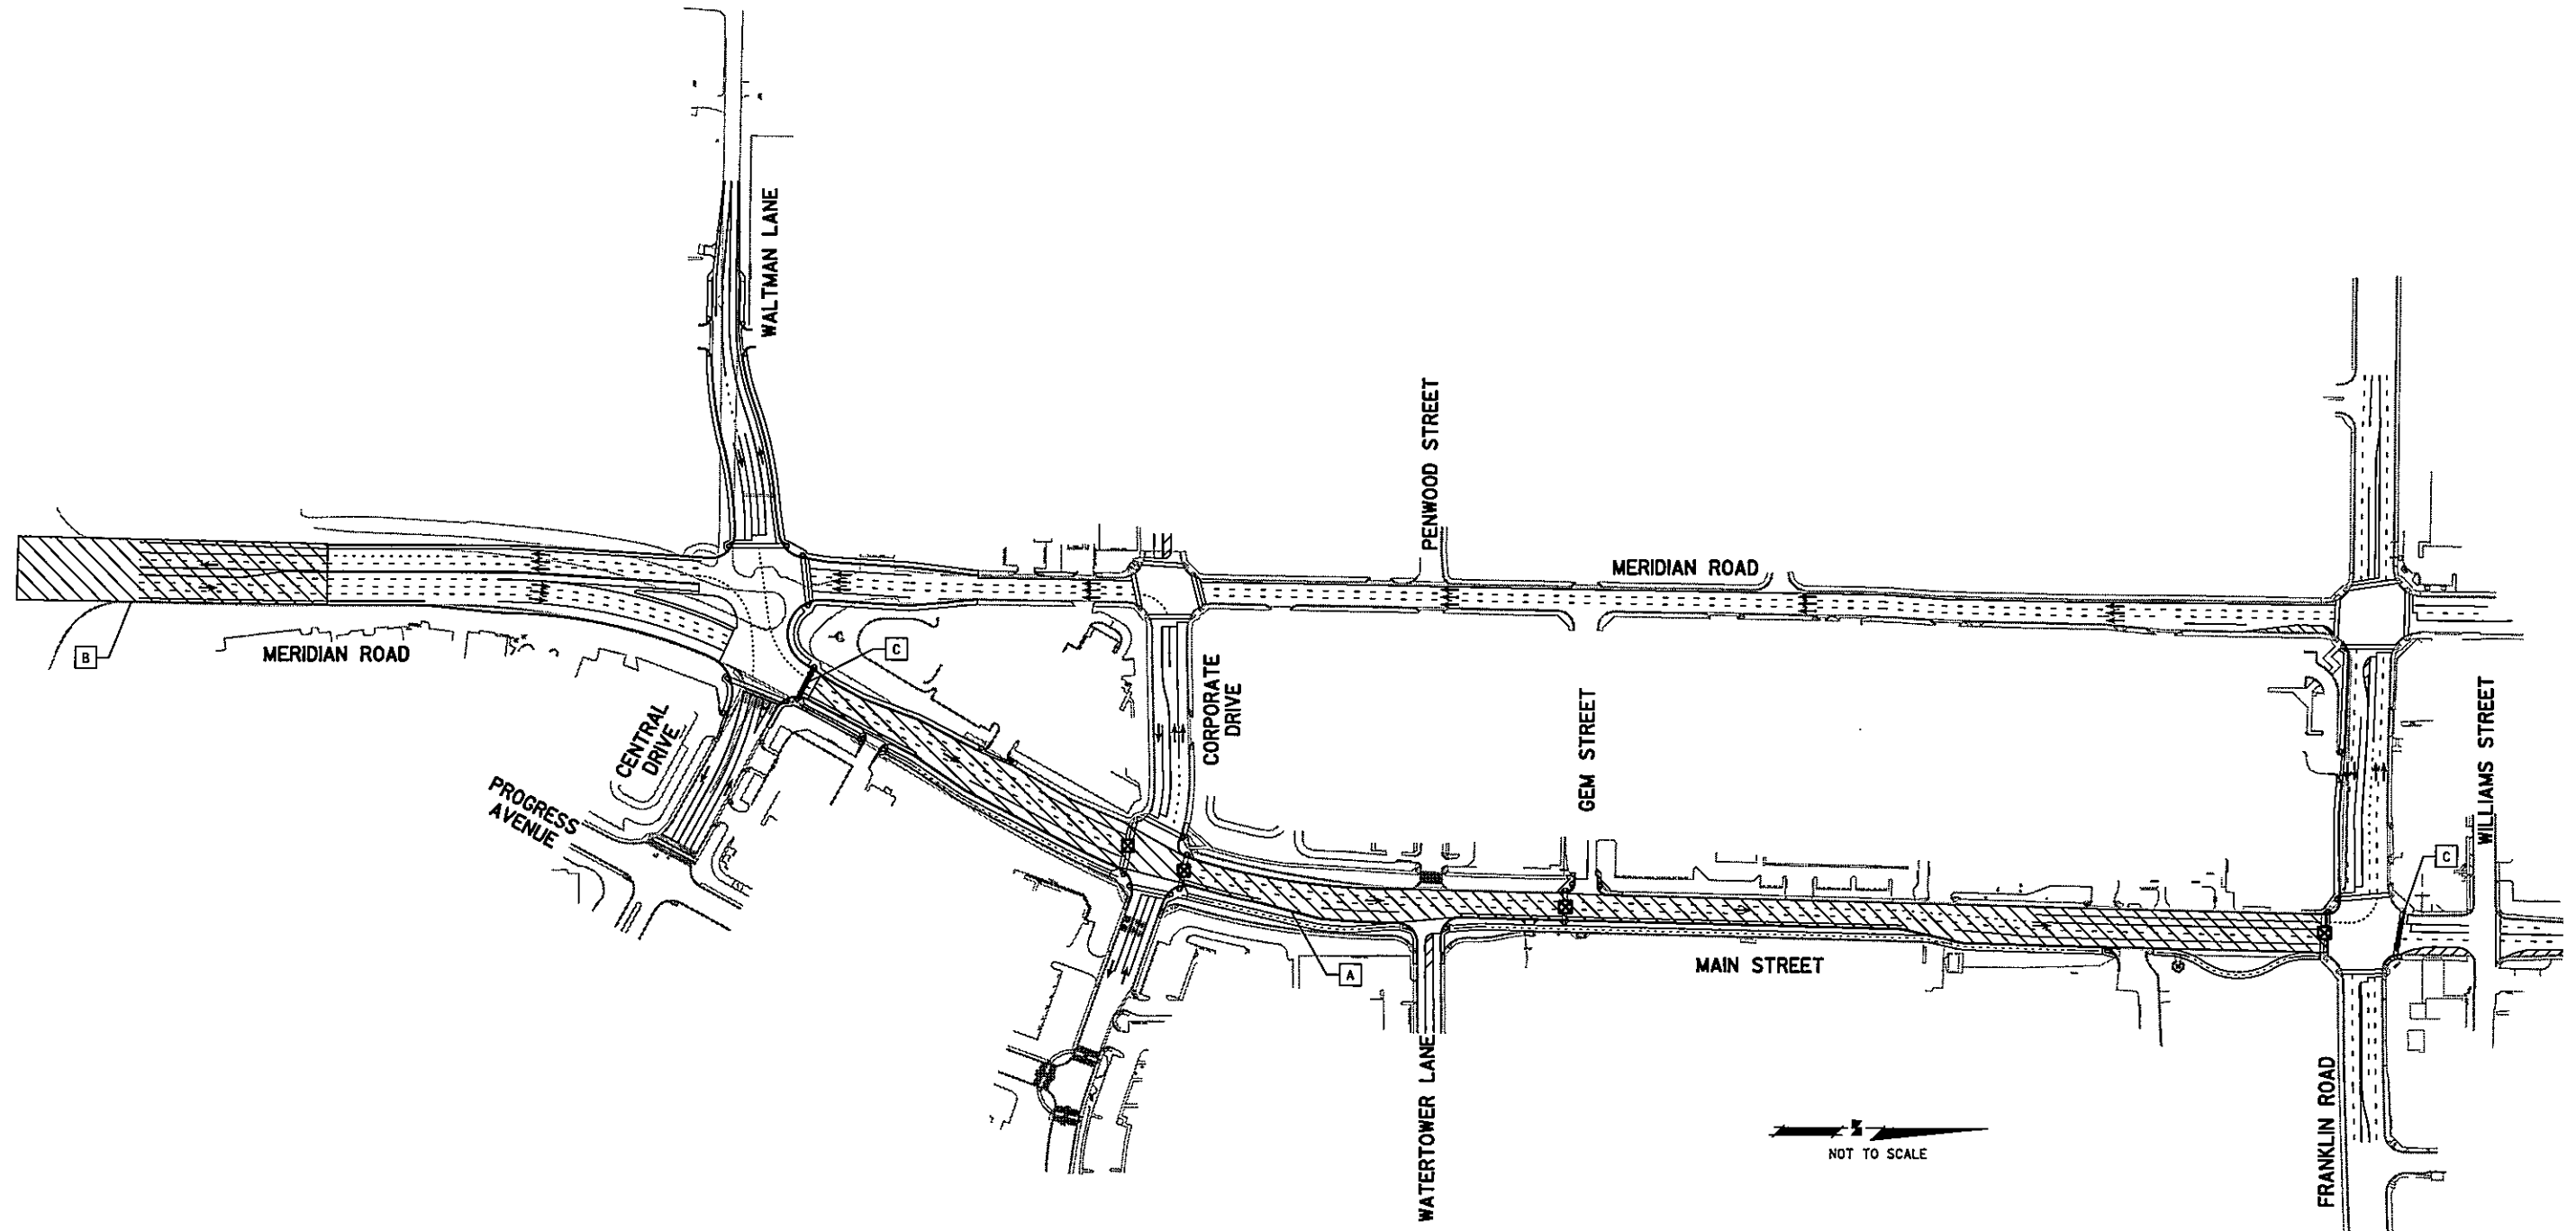 WALTMAN LANE
PENWOOD STREET
MERIDIAN ROAD
B
MERIDIAN ROAD
C
CENTRAL
DRIVE
PROGRESS
AVENUE
CORPORATE
DRIVE
GEM STREET
WILLIAMS STREET
C
A
MAIN STREET
WATERTOWER LANE
FRANKLIN ROAD
NOT TO SCALE